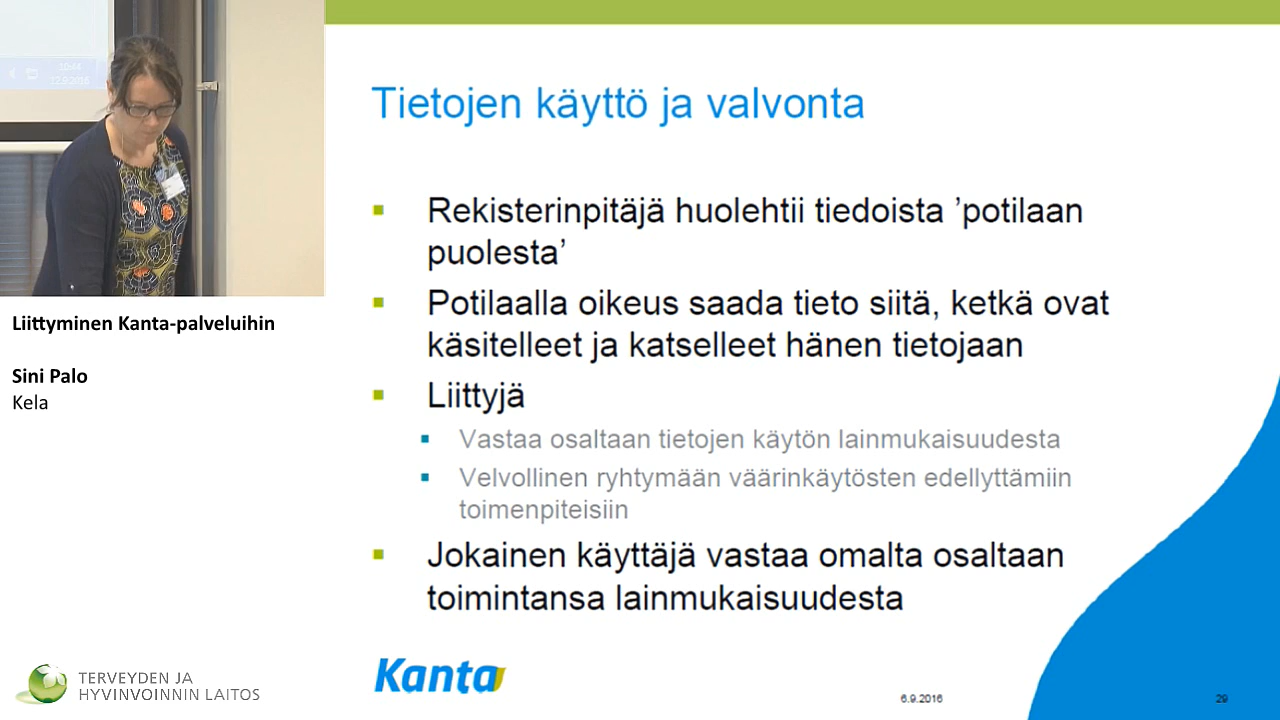 Tietojen käyttö ja valvonta
Rekisterinpitäjä huolehtii tiedoista ’potilaan
puolesta’
Potilaalla oikeus saada tieto siitä, ketkä ovat
käsitelleet ja katselleet hänen tietojaan
Liittyjä
Vastaa osaltaan tietojen käytön lainmukaisuudesta
Velvollinen ryhtymään väärinkäytösten edellyttämiin
toimenpiteisiin
Jokainen käyttäjä vastaa omalta osaltaan
toimintansa lainmukaisuudesta
Kanta
6.9.2016
29
Liittyminen Kanta-palveluihin
Sini Palo
Kela
TERVEYDEN JA
HYVINVOINNIN LAITOS